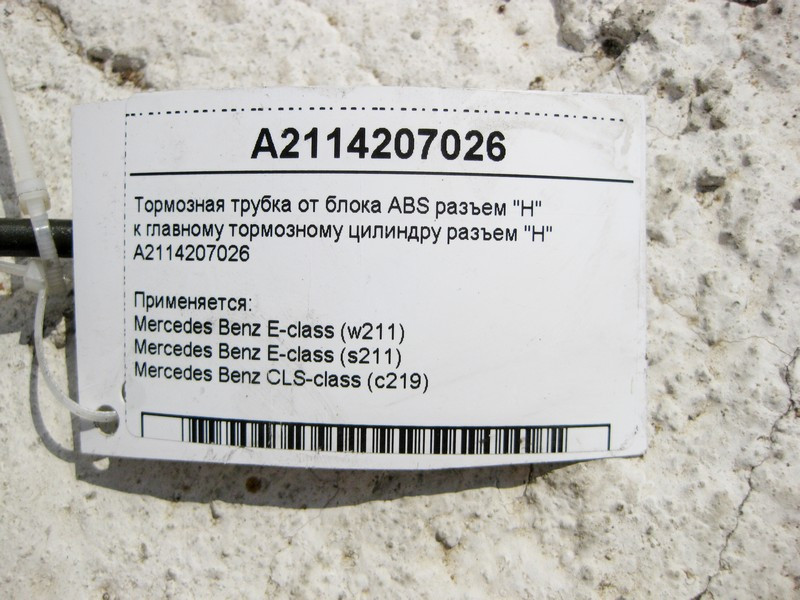 A2114207026
Тормозная трубка от блока ABS разъем "Н"
к главному тормозному цилиндру разъем "Н"
A2114207026
Применяется:
Mercedes Benz E-class (w211)
Mercedes Benz E-class (s211)
Mercedes Benz CLS-class (c219)